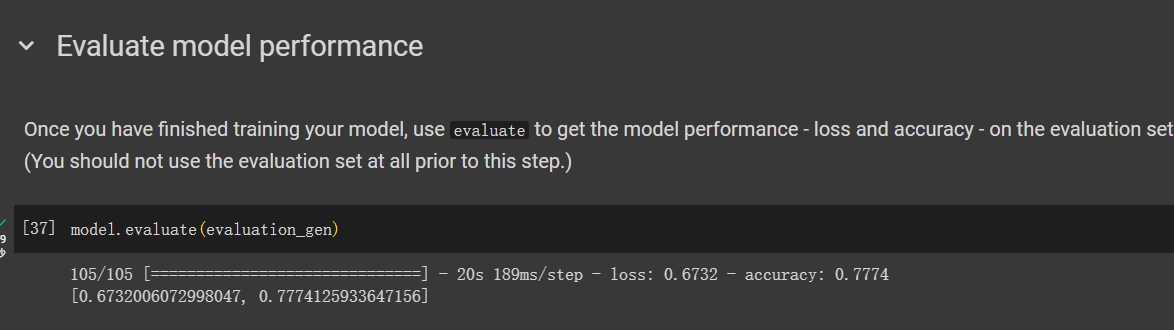 Evaluate model performance
Once you have finished training your model, use evaluate to get the model performance - loss and accuracy - on the evaluation set
(You should not use the evaluation set at all prior to this step.)
[37] model.evaluate(evaluation_gen)
9
105/105 [==============================] - 20s 189ms/step - loss: 0.6732 - accuracy: 0.7774
[0.6732006072998047, 0.7774125933647156]